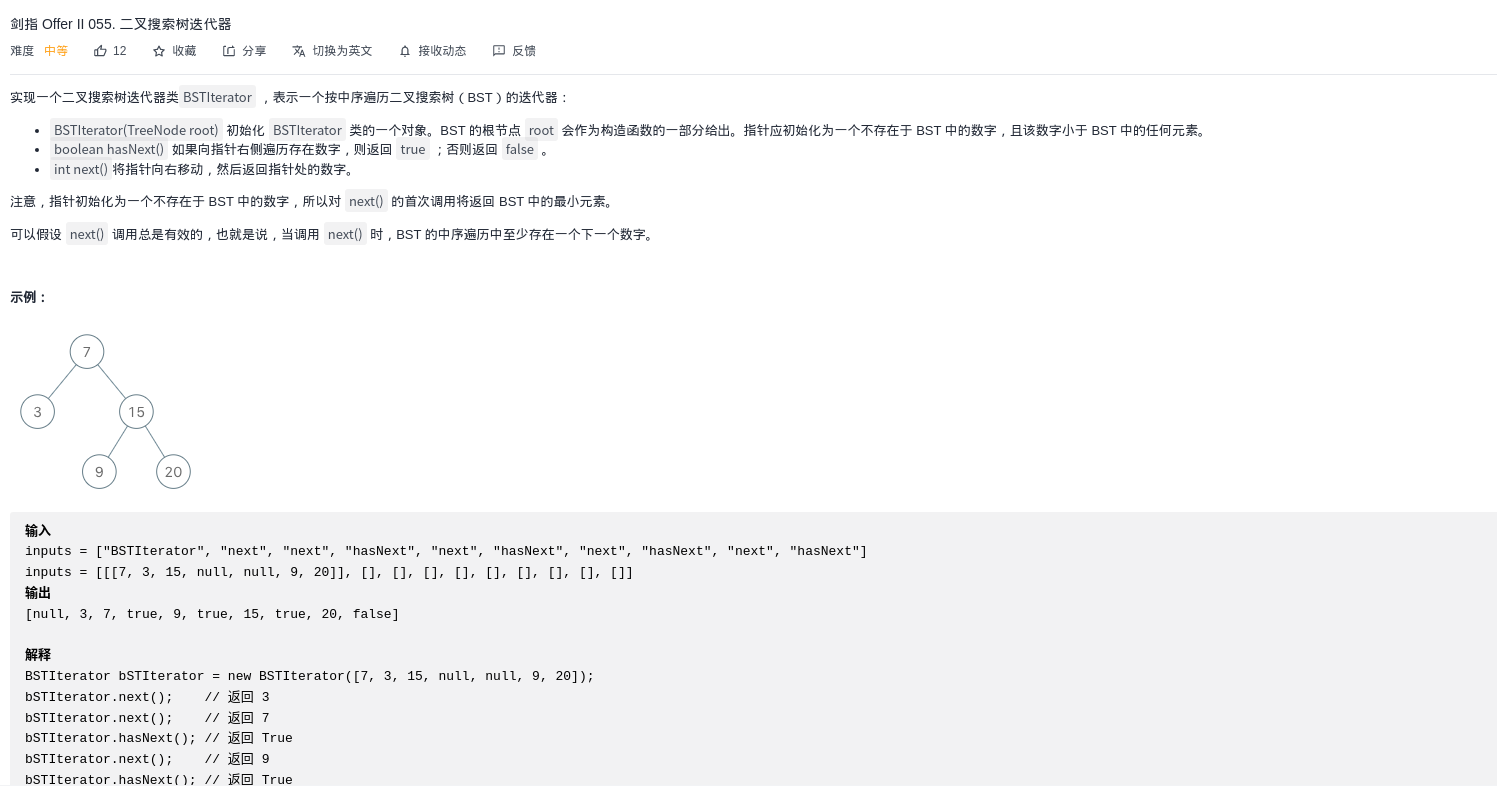 剑指 Offer II 055. 二叉搜索树迭代器
难度 中等 12 收藏 分享 切换为英文 接收动态 反馈
实现一个二叉搜索树迭代器类 BSTIterator ，表示一个按中序遍历二叉搜索树（BST）的迭代器：
• BSTIterator(TreeNode root) 初始化 BSTIterator 类的一个对象。BST 的根节点 root 会作为构造函数的一部分给出。指针应初始化为一个不存在于 BST 中的数字，且该数字小于 BST 中的任何元素。
• boolean hasNext() 如果向指针右侧遍历存在数字，则返回 true ；否则返回 false 。
• int next() 将指针向右移动，然后返回指针处的数字。
注意，指针初始化为一个不存在于 BST 中的数字，所以对 next() 的首次调用将返回 BST 中的最小元素。
可以假设 next() 调用总是有效的，也就是说，当调用 next() 时，BST 的中序遍历中至少存在一个下一个数字。
示例：
7
3 15
9 20
输入
inputs = ["BSTIterator", "next", "next", "hasNext", "next", "hasNext", "next", "hasNext", "next", "hasNext"]
inputs = [[[7, 3, 15, null, null, 9, 20]], [], [], [], [], [], [], [], [], []]
输出
[null, 3, 7, true, 9, true, 15, true, 20, false]
解释
BSTIterator bSTIterator = new BSTIterator([7, 3, 15, null, null, 9, 20]);
bSTIterator.next();    // 返回 3
bSTIterator.next();    // 返回 7
bSTIterator.hasNext(); // 返回 True
bSTIterator.next();    // 返回 9
bSTIterator.hasNext(); // 返回 True